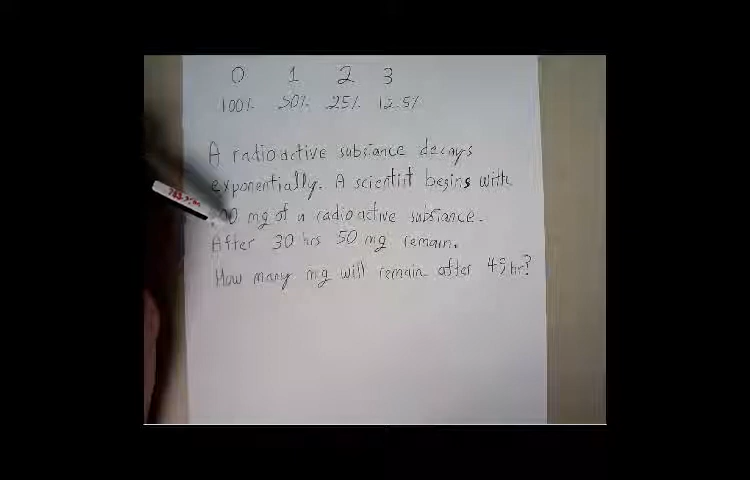 0 1 2 3
100% 50% 25% 12.5%
A radioactive substance decays
exponentially. A scientist begins with
mg of a radioactive substance.
After 30 hrs 50 mg remain.
How many mg will remain after 45 hr?